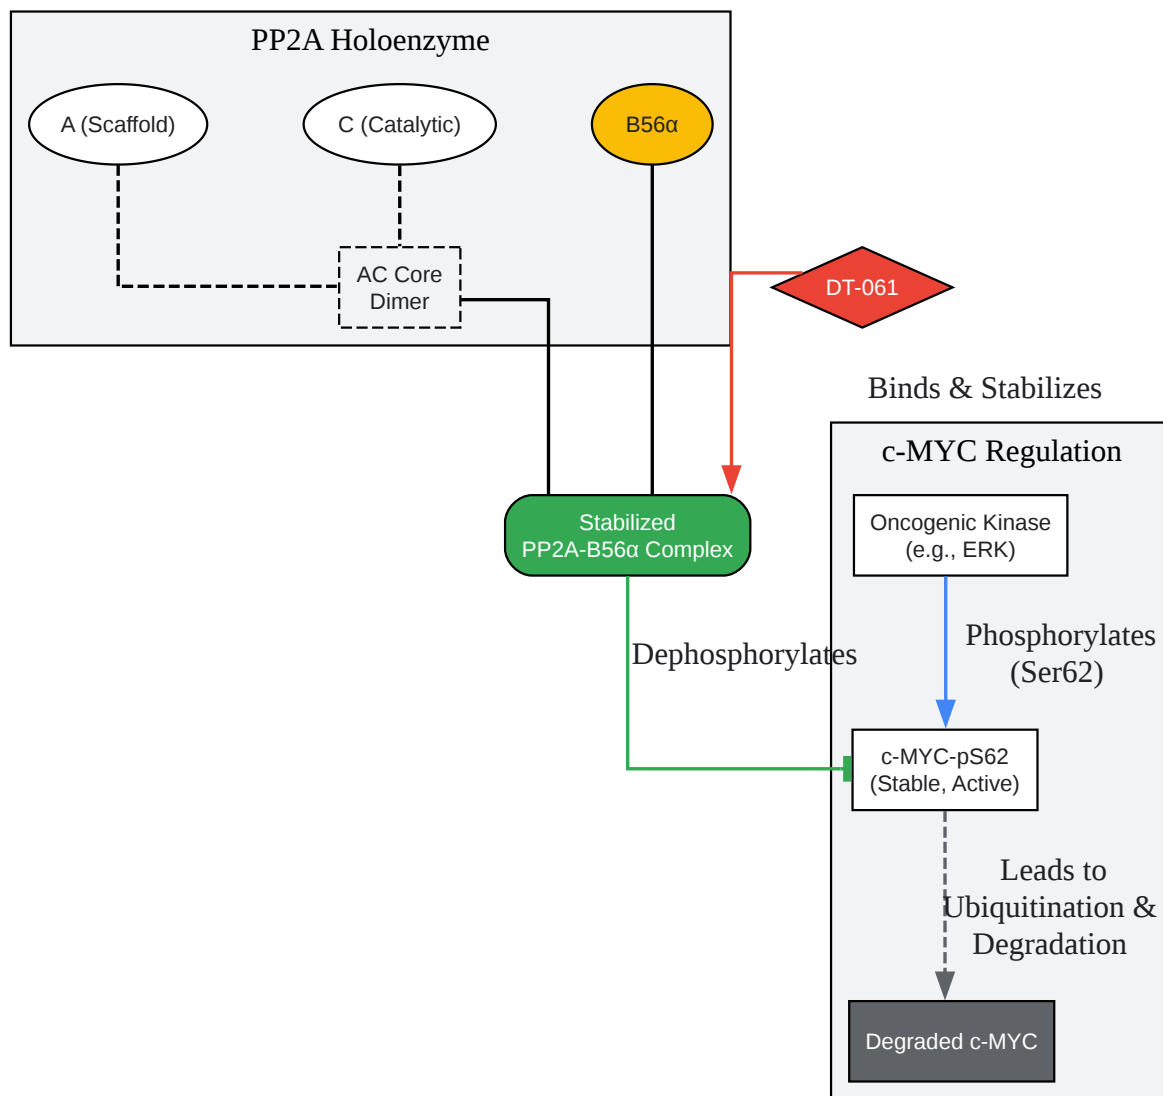 PP2A Holoenzyme
A (Scaffold)
C (Catalytic)
B56α
AC Core
Dimer
DT-061
Binds & Stabilizes
c-MYC Regulation
Stabilized
PP2A-B56α Complex
Oncogenic Kinase
(e.g., ERK)
Dephosphorylates
Phosphorylates
(Ser62)
c-MYC-pS62
(Stable, Active)
Leads to
Ubiquitination &
Degradation
Degraded c-MYC